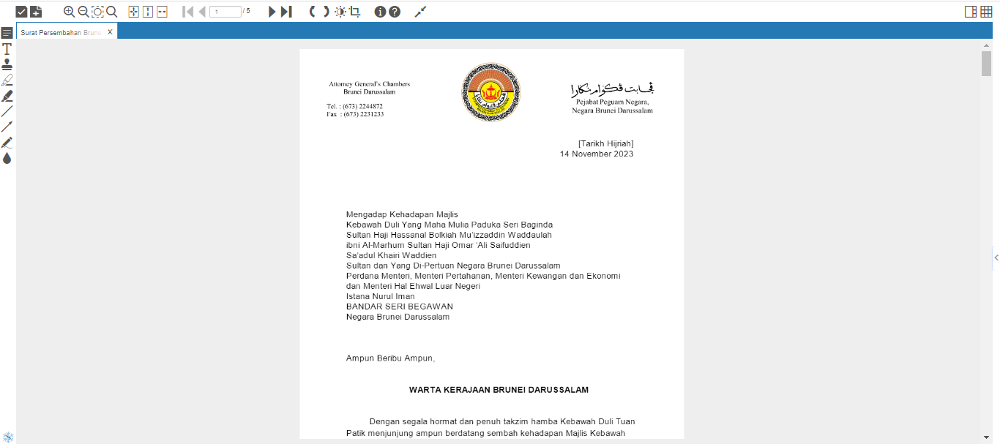 1 / 5
Surat Persembahan Brune
Attorney General's Chambers
Brunei Darussalam
Tel. : (673) 2244872
Fax : (673) 2231233
Pejabat Peguam Negara,
Negara Brunei Darussalam
[Tarikh Hijriah]
14 November 2023
Mengadap Kehadapan Majlis
Kebawah Duli Yang Maha Mulia Paduka Seri Baginda
Sultan Haji Hassanal Bolkiah Mu'izzaddin Waddaulah
ibni Al-Marhum Sultan Haji Omar 'Ali Saifuddien
Sa'adul Khairi Waddien
Sultan dan Yang Di-Pertuan Negara Brunei Darussalam
Perdana Menteri, Menteri Pertahanan, Menteri Kewangan dan Ekonomi
dan Menteri Hal Ehwal Luar Negeri
Istana Nurul Iman
BANDAR SERI BEGAWAN
Negara Brunei Darussalam
Ampun Beribu Ampun,
WARTA KERAJAAN BRUNEI DARUSSALAM
Dengan segala hormat dan penuh takzim hamba Kebawah Duli Tuan
Patik menjunjung ampun berdatang sembah kehadapan Majlis Kebawah